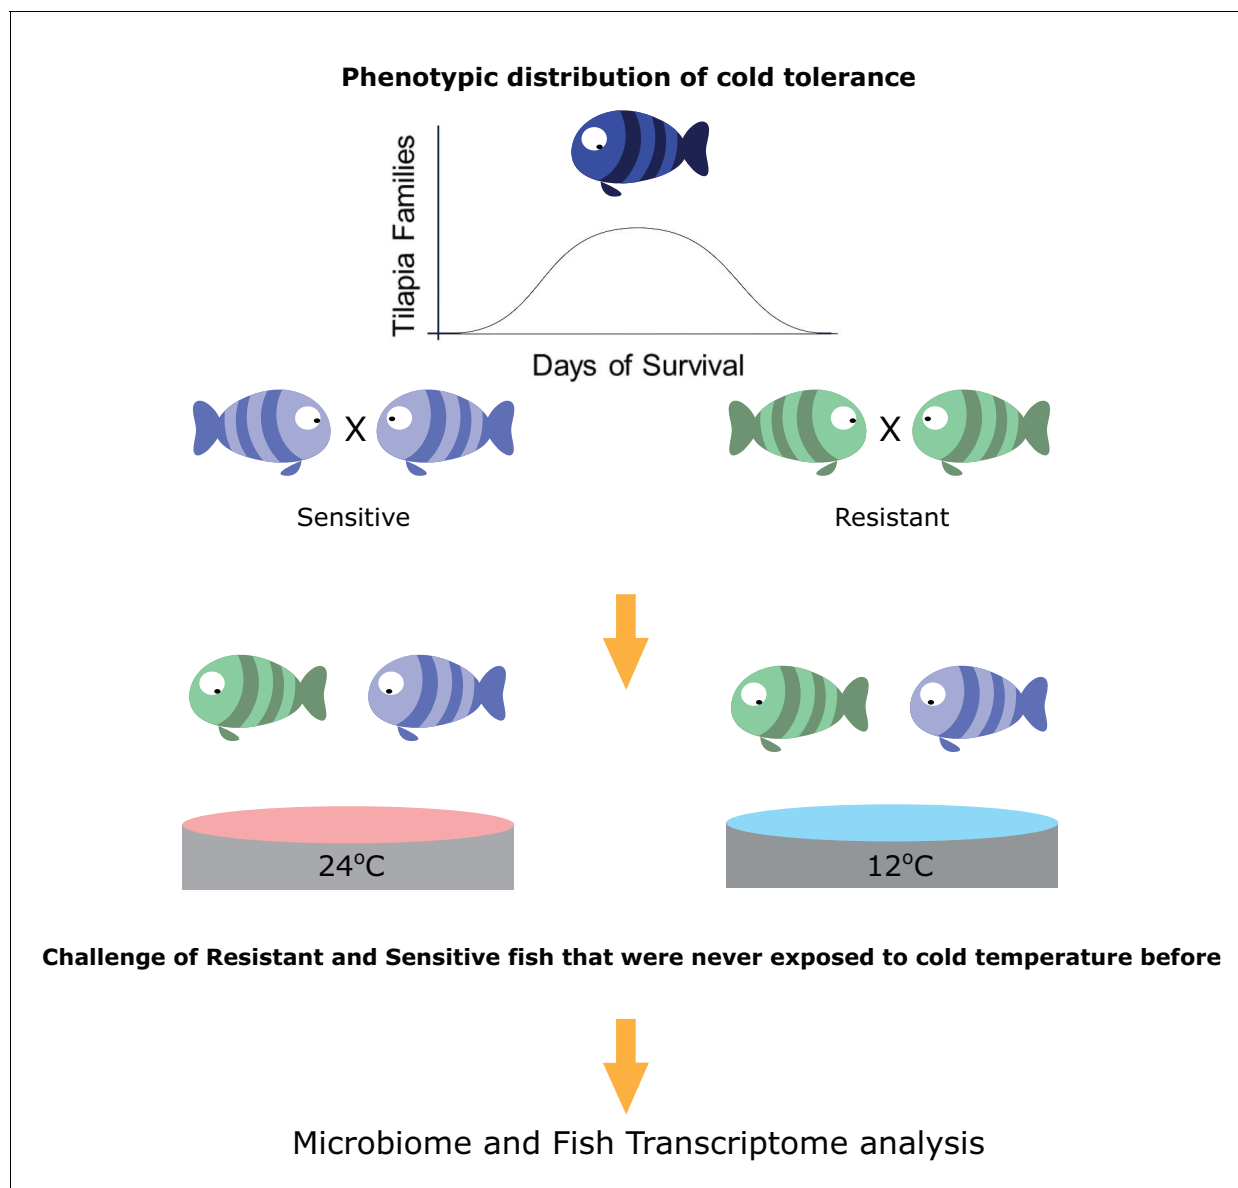 Phenotypic distribution of cold tolerance
Tilapia Families
Days of Survival
X
X
Sensitive
Resistant
24°C
12°C
Challenge of Resistant and Sensitive fish that were never exposed to cold temperature before
Microbiome and Fish Transcriptome analysis